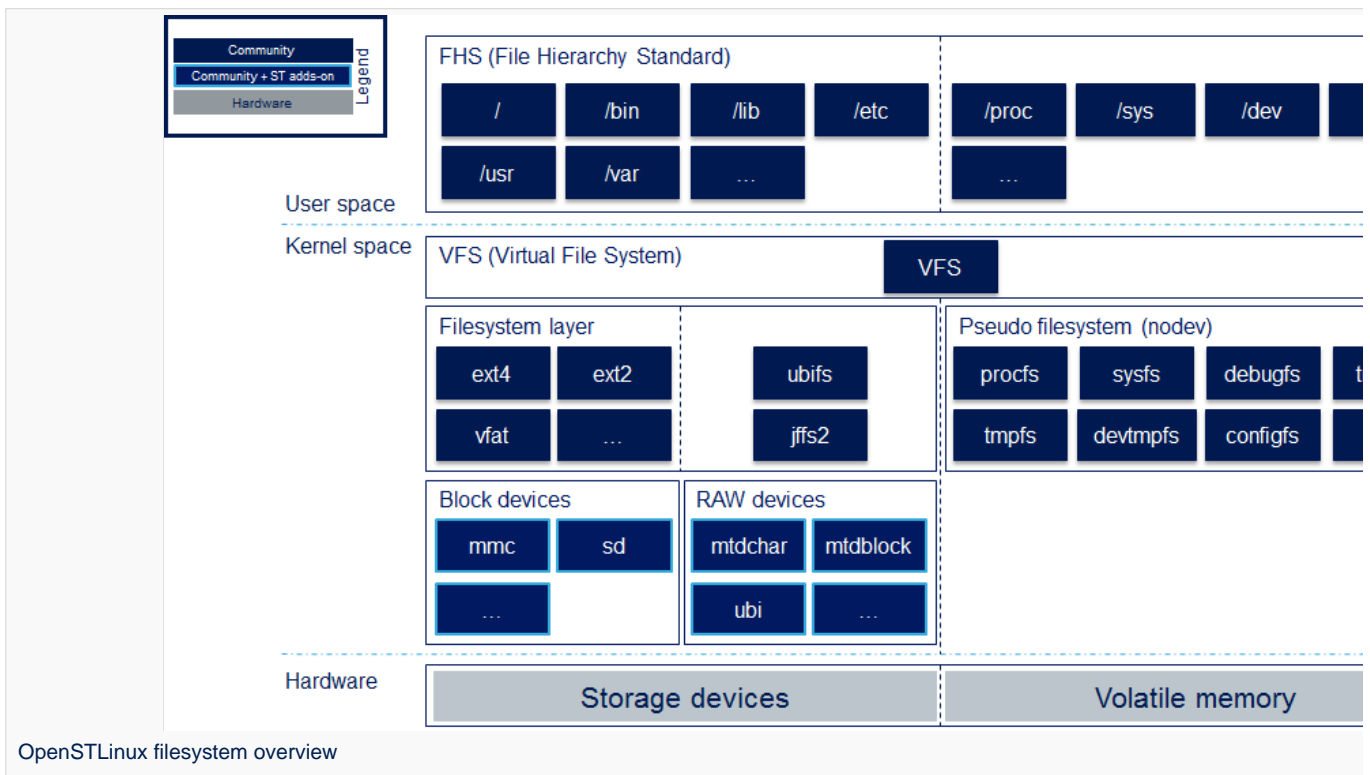 Community
Community + ST adds-on
Hardware
Legend
FHS (File Hierarchy Standard)
/ /bin /lib /etc /proc /sys /dev
/usr /var ... ...
User space
Kernel space
VFS (Virtual File System)
VFS
Filesystem layer
Pseudo filesystem (nodev)
ext4 ext2 ubifs procfs sysfs debugfs t
vfat ... jffs2 tmpfs devtmpfs configfs
Block devices
RAW devices
mmc sd mtdchar mtdblock
... ubi ...
Hardware
Storage devices
Volatile memory
OpenSTLinux filesystem overview